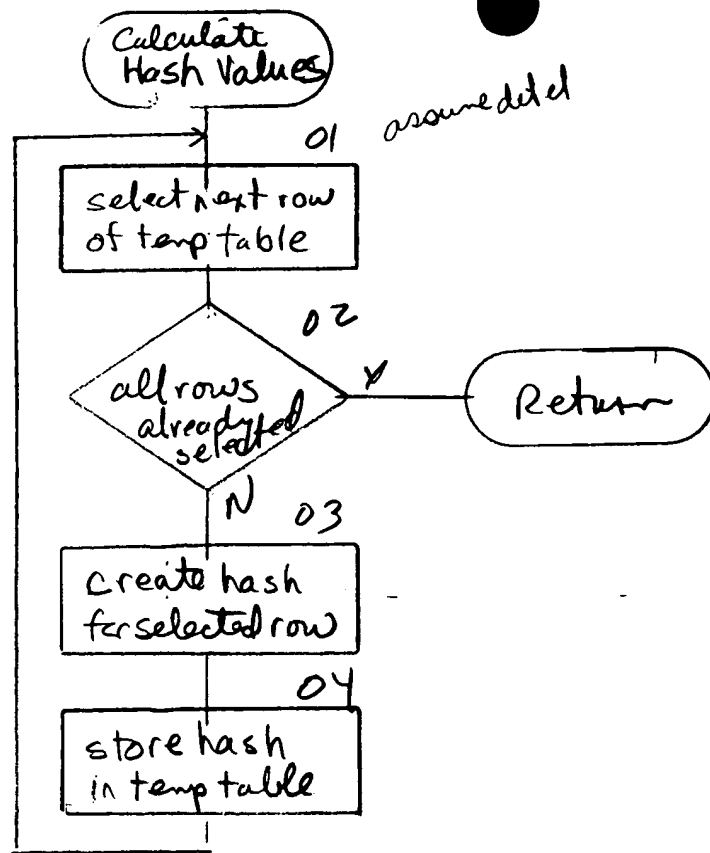 Calculate
Hash Values
01
select next row
of temp table
02
all rows
already
selected
Y
Return
N
03
create hash
for selected row
04
store hash
in temp table